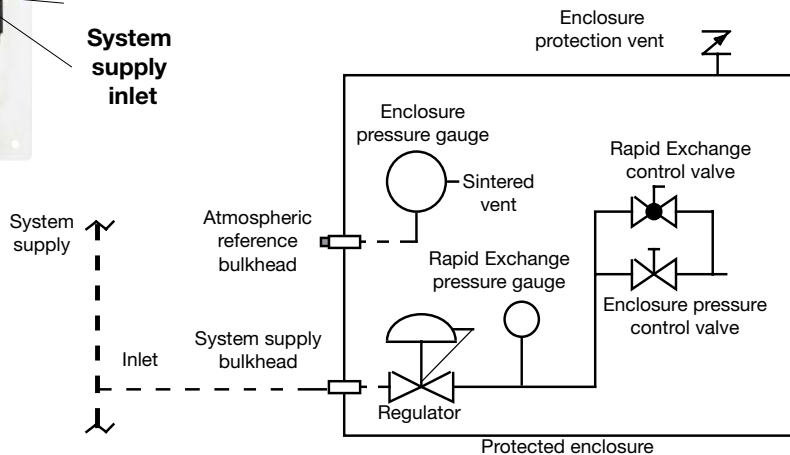 System
supply
inlet
Enclosure
protection vent
Enclosure
pressure gauge
Sintered
vent
Rapid Exchange
control valve
System
supply
Atmospheric
reference
bulkhead
Rapid Exchange
pressure gauge
Enclosure pressure
control valve
System supply
bulkhead
Inlet
Regulator
Protected enclosure